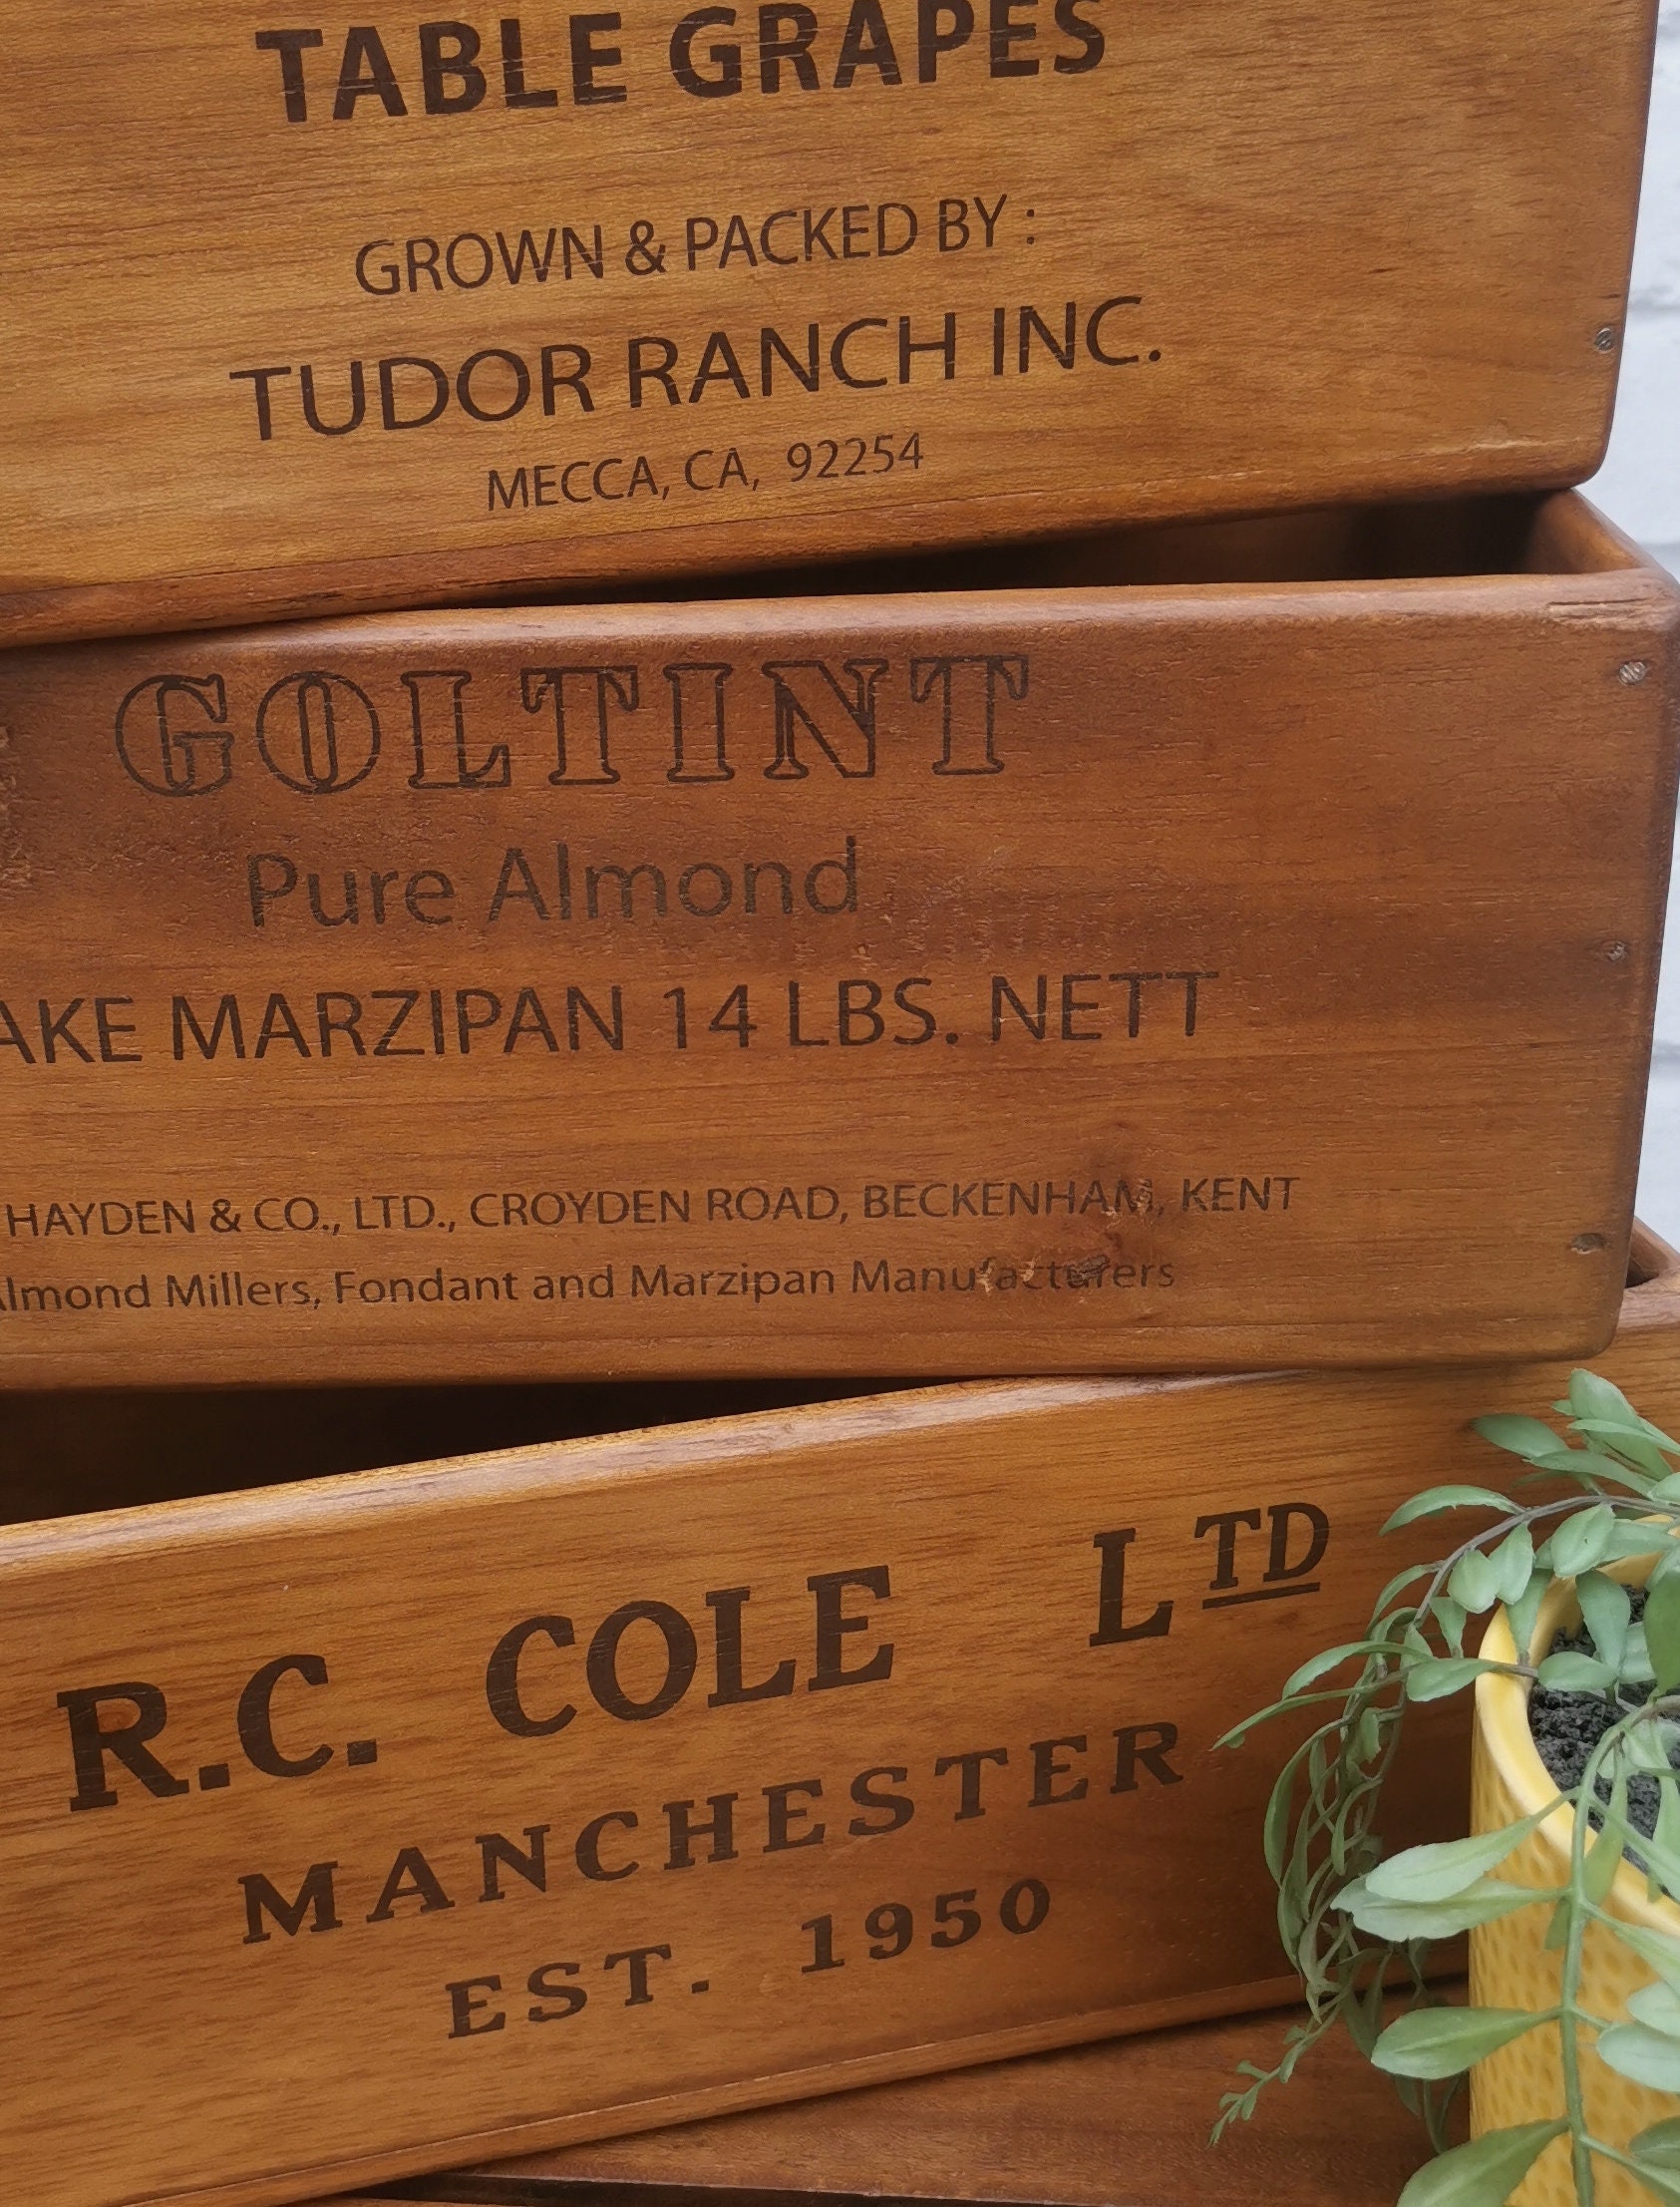 TABLE GRAPES
GROWN & PACKED BY :
TUDOR RANCH INC.
MECCA, CA, 92254
GOLTINT
Pure Almond
AKE MARZIPAN 14 LBS. NETT
HAYDEN & CO., LTD., CROYDEN ROAD, BECKENHAM, KENT
lmond Millers, Fondant and Marzipan Manufacturers
R.C. COLE LTD
MANCHESTER
EST. 1950